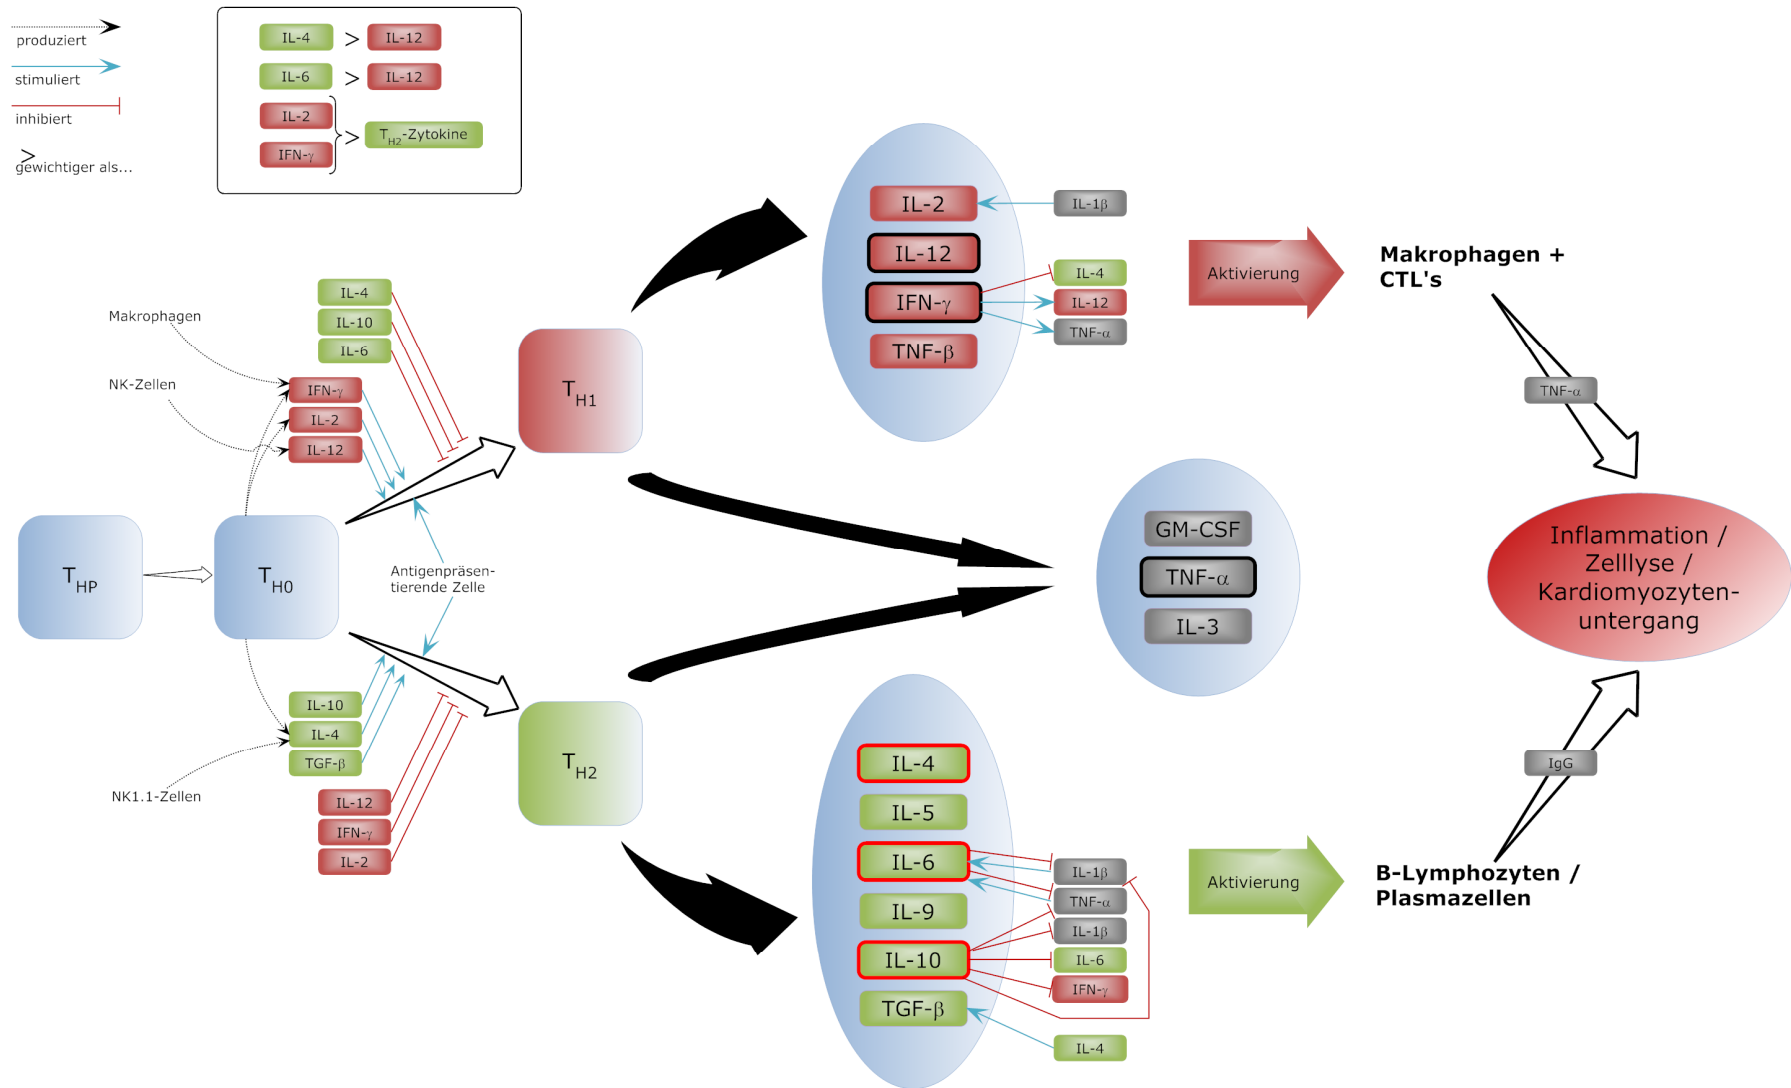 produziert
stimuliert
inhibiert
>
gewichtiger als...
IL-4 > IL-12
IL-6 > IL-12
IL-2
IFN-γ
> TH2-Zytokine
IL-4
IL-10
IL-6
Makrophagen
NK-Zellen
IFN-γ
IL-2
IL-12
TH1
THP
TH0
Antigenpräsen-
tierende Zelle
IL-10
IL-4
TGF-β
NK1.1-Zellen
IL-12
IFN-γ
IL-2
TH2
IL-2
IL-12
IFN-γ
TNF-β
IL-1β
IL-4
IL-12
TNF-α
Aktivierung
Makrophagen +
CTL's
TNF-α
GM-CSF
TNF-α
IL-3
Inflammation /
Zelllyse /
Kardiomyozyten-
untergang
IgG
IL-4
IL-5
IL-6
IL-9
IL-10
TGF-β
IL-1β
TNF-α
IL-1β
IL-6
IFN-γ
IL-4
Aktivierung
B-Lymphozyten /
Plasmazellen